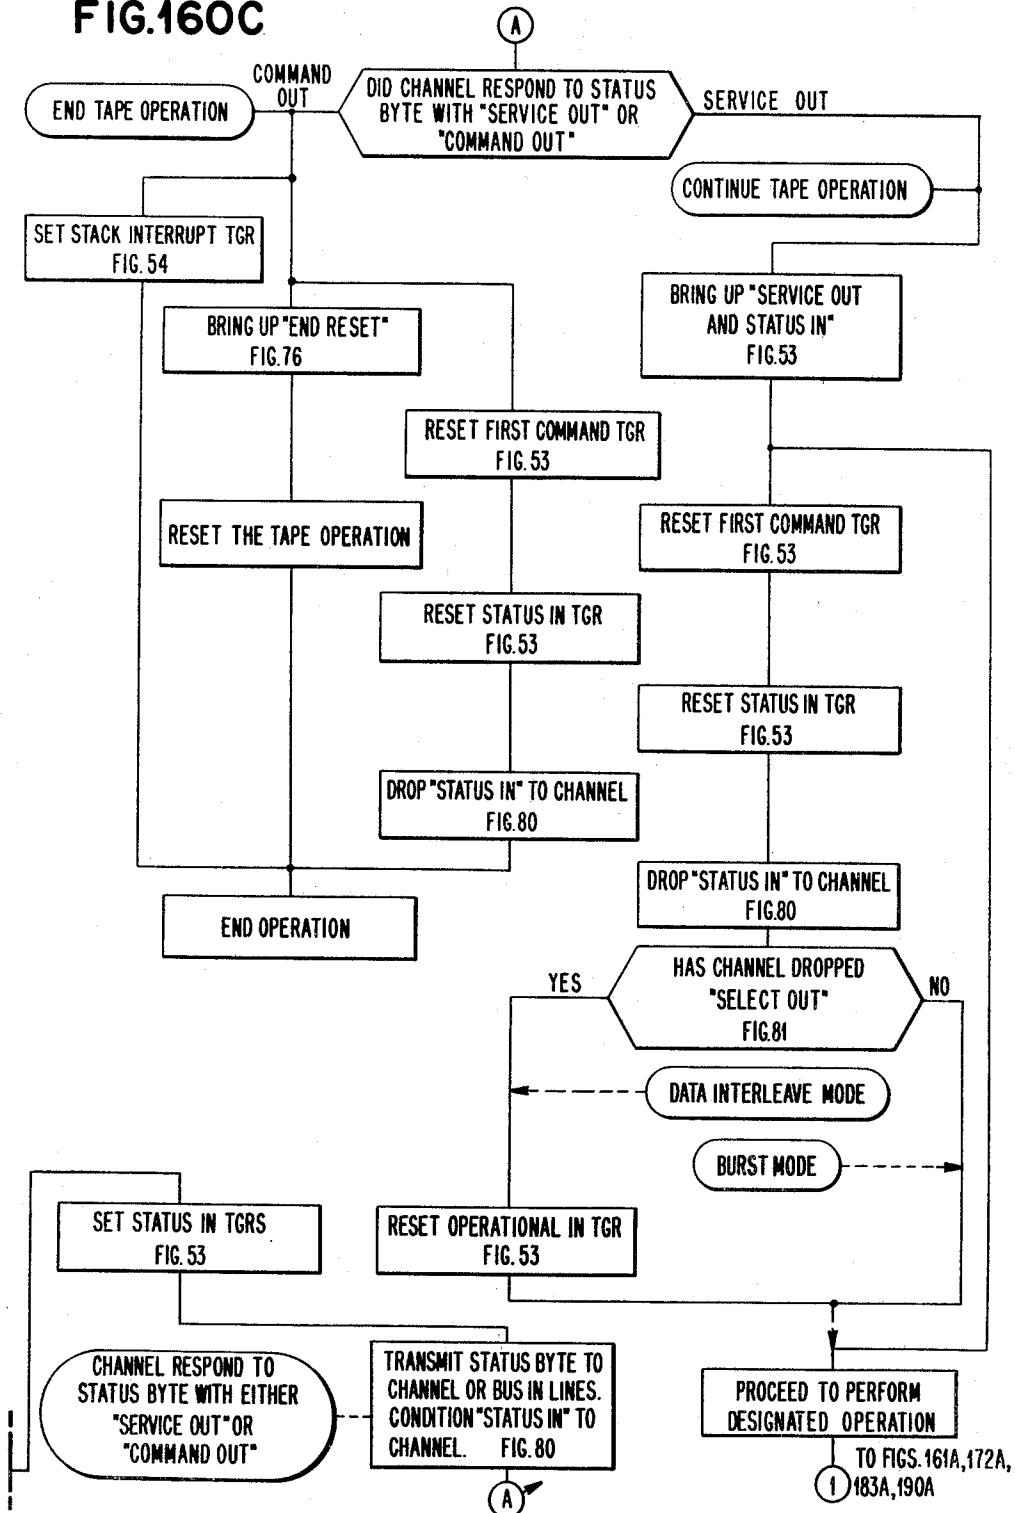 FIG.160C
A
COMMAND
OUT
END TAPE OPERATION
DID CHANNEL RESPOND TO STATUS
BYTE WITH "SERVICE OUT" OR
"COMMAND OUT"
SERVICE OUT
CONTINUE TAPE OPERATION
SET STACK INTERRUPT TGR
FIG.54
BRING UP "END RESET"
FIG.76
BRING UP "SERVICE OUT
AND STATUS IN"
FIG.53
RESET FIRST COMMAND TGR
FIG.53
RESET THE TAPE OPERATION
RESET FIRST COMMAND TGR
FIG.53
RESET STATUS IN TGR
FIG.53
RESET STATUS IN TGR
FIG.53
DROP "STATUS IN" TO CHANNEL
FIG.80
DROP "STATUS IN" TO CHANNEL
FIG.80
END OPERATION
YES
HAS CHANNEL DROPPED
"SELECT OUT"
FIG.81
NO
DATA INTERLEAVE MODE
BURST MODE
SET STATUS IN TGRS
FIG.53
RESET OPERATIONAL IN TGR
FIG.53
CHANNEL RESPOND TO
STATUS BYTE WITH EITHER
"SERVICE OUT" OR
"COMMAND OUT"
TRANSMIT STATUS BYTE TO
CHANNEL OR BUS IN LINES.
CONDITION "STATUS IN" TO
CHANNEL. FIG.80
A
PROCEED TO PERFORM
DESIGNATED OPERATION
1
TO FIGS.161A,172A,
183A,190A